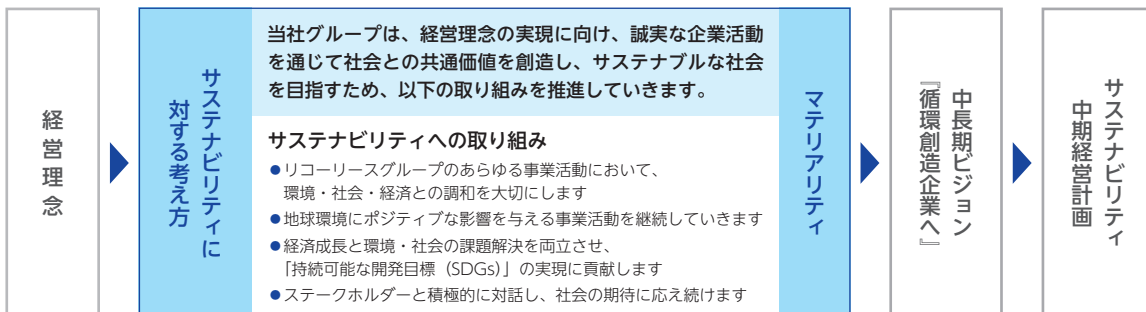 経営理念
サステナビリティに
対する考え方
当社グループは、経営理念の実現に向け、誠実な企業活動
を通じて社会との共通価値を創造し、サステナブルな社会
を目指すため、以下の取り組みを推進していきます。
サステナビリティへの取り組み
●リコーリースグループのあらゆる事業活動において、
環境・社会・経済との調和を大切にします
●地球環境にポジティブな影響を与える事業活動を継続していきます
●経済成長と環境・社会の課題解決を両立させ、
「持続可能な開発目標（SDGs）」の実現に貢献します
●ステークホルダーと積極的に対話し、社会の期待に応え続けます
マテリアリティ
中長期ビジョン
『循環創造企業へ』
サステナビリティ
中期経営計画